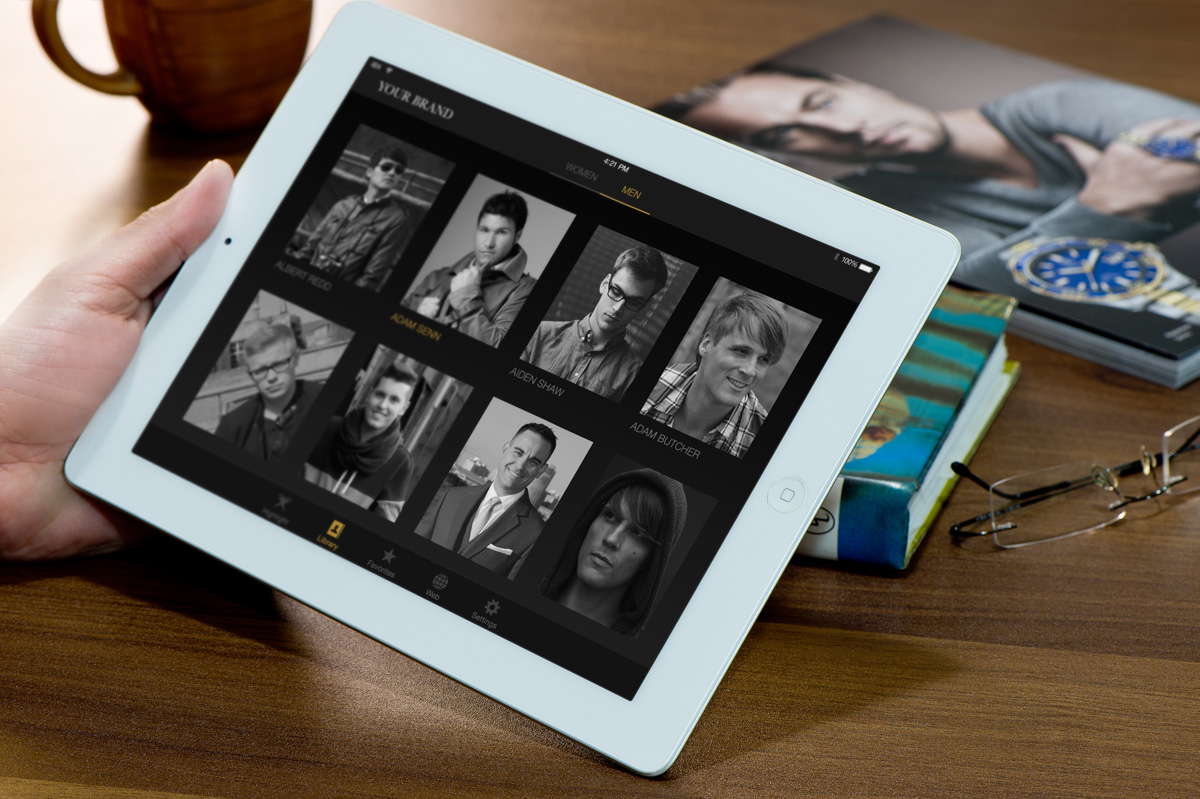 YOUR BRAND
4:21 PM
100%
WOMEN
MEN
ALBERT REDD
ADAM SENN
AIDEN SHAW
ADAM BUTCHER
Highlight
Library
Favorites
Web
Settings